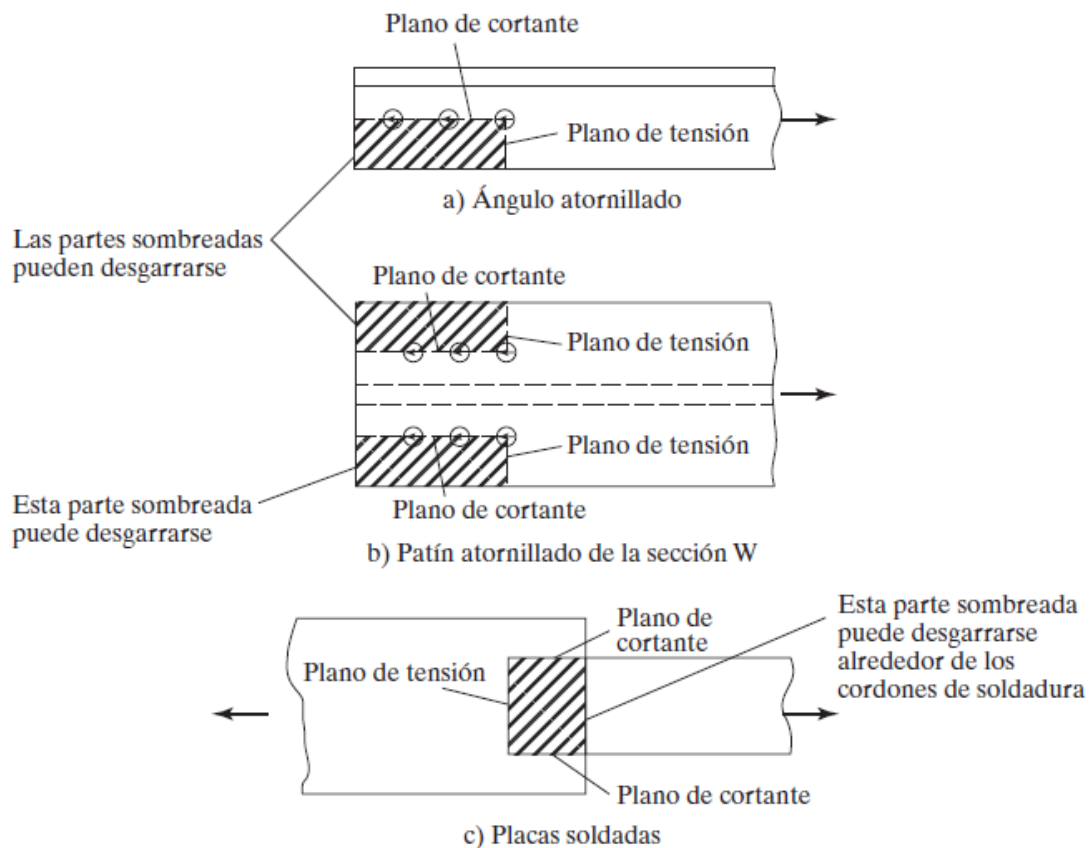 Plano de cortante
Plano de tensión
a) Ángulo atornillado
Las partes sombreadas
pueden desgarrarse
Plano de cortante
Plano de tensión
Plano de tensión
Esta parte sombreada
puede desgarrarse
Plano de cortante
b) Patín atornillado de la sección W
Plano de
cortante
Esta parte sombreada
puede desgarrarse
alrededor de los
cordones de soldadura
Plano de tensión
Plano de cortante
c) Placas soldadas